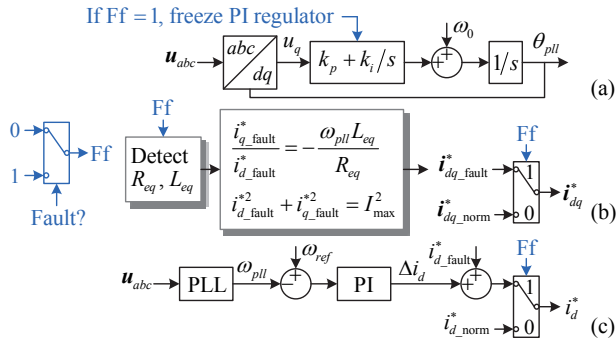 If Ff = 1, freeze PI regulator
u_abc abc dq u_q k_p + k_i/s + + ω_0 1/s θ_pll
(a)
0 1 Ff
Fault?
Ff
Detect
R_eq , L_eq
i*_q_fault / i*_d_fault = − ω_pll L_eq / R_eq
i*²_d_fault + i*²_q_fault = I²_max
Ff
i*_dq_fault 1 i*_dq
i*_dq_norm 0
(b)
u_abc PLL ω_pll − + ω_ref PI Δi_d + + i*_d_fault
Ff
1 i*_d
i*_d_norm 0
(c)